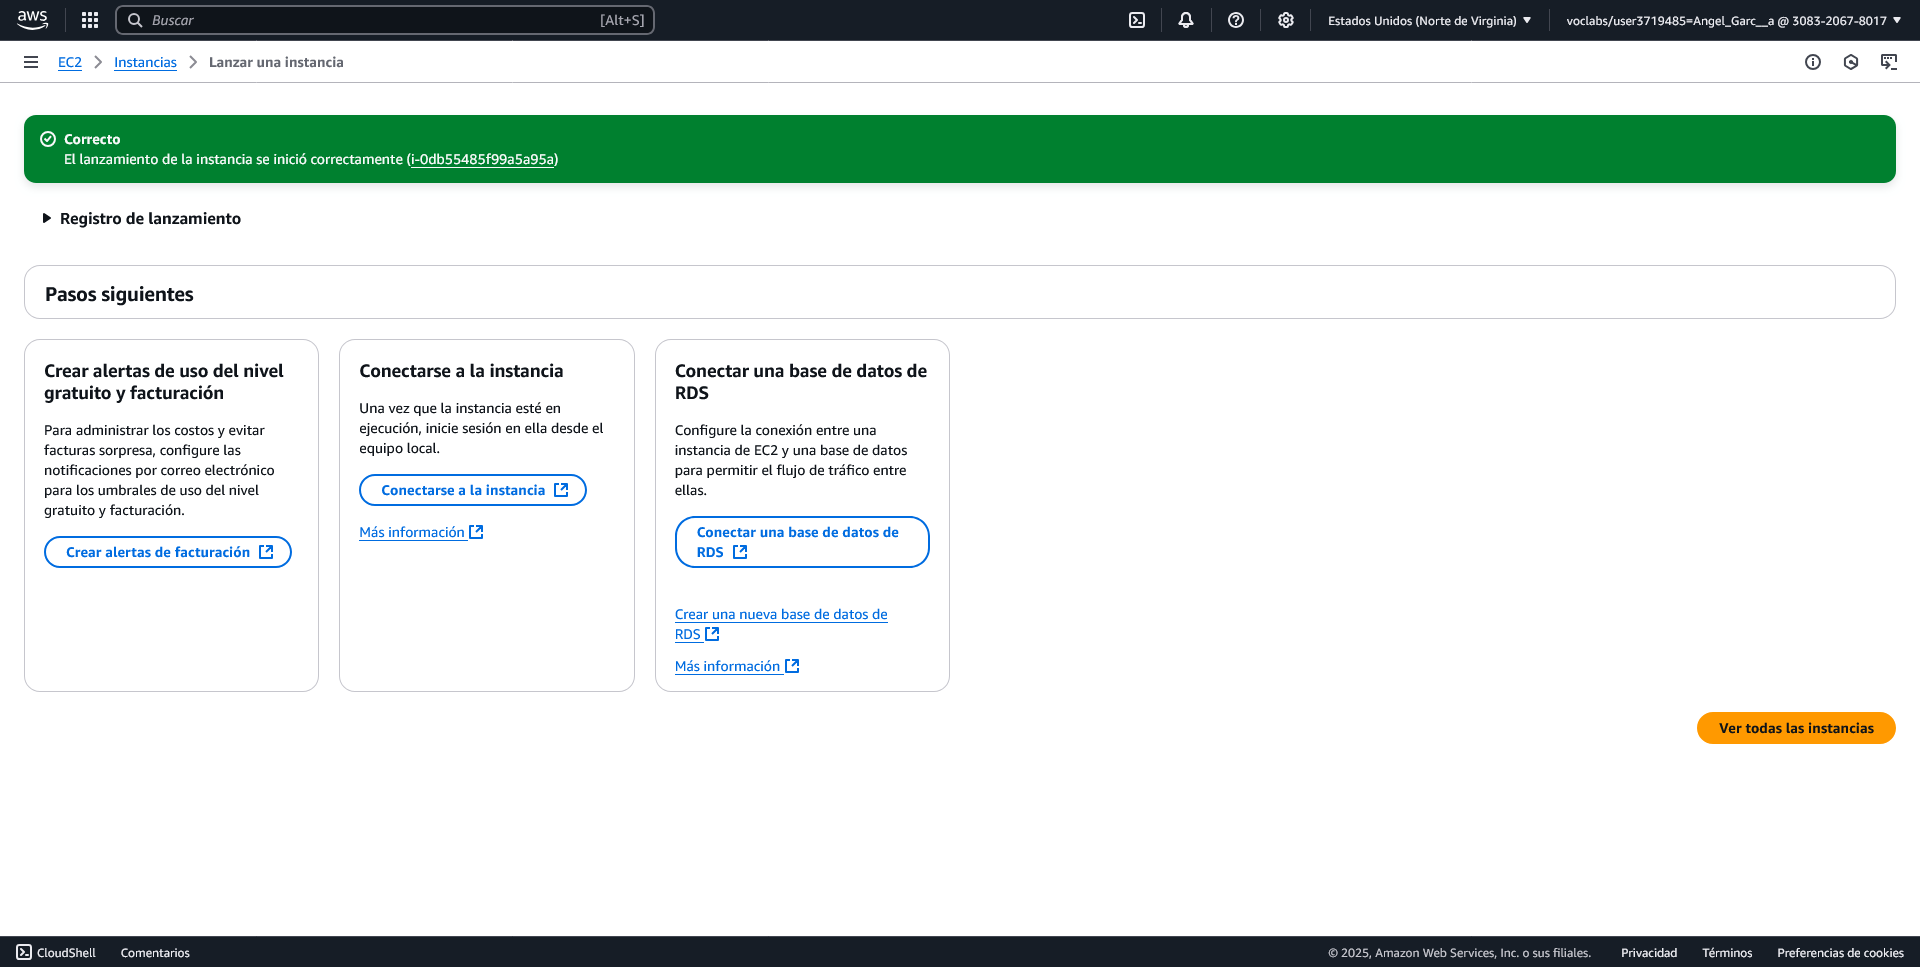 aws
Buscar [Alt+S]
Estados Unidos (Norte de Virginia)
voclabs/user3719485=Angel_Garc__a @ 3083-2067-8017
EC2
Instancias
Lanzar una instancia
Correcto
El lanzamiento de la instancia se inició correctamente (i-0db55485f99a5a95a)
Registro de lanzamiento
Pasos siguientes
Crear alertas de uso del nivel
gratuito y facturación
Para administrar los costos y evitar
facturas sorpresa, configure las
notificaciones por correo electrónico
para los umbrales de uso del nivel
gratuito y facturación.
Crear alertas de facturación
Conectarse a la instancia
Una vez que la instancia esté en
ejecución, inicie sesión en ella desde el
equipo local.
Conectarse a la instancia
Más información
Conectar una base de datos de
RDS
Configure la conexión entre una
instancia de EC2 y una base de datos
para permitir el flujo de tráfico entre
ellas.
Conectar una base de datos de
RDS
Crear una nueva base de datos de
RDS
Más información
Ver todas las instancias
CloudShell
Comentarios
© 2025, Amazon Web Services, Inc. o sus filiales.
Privacidad
Términos
Preferencias de cookies